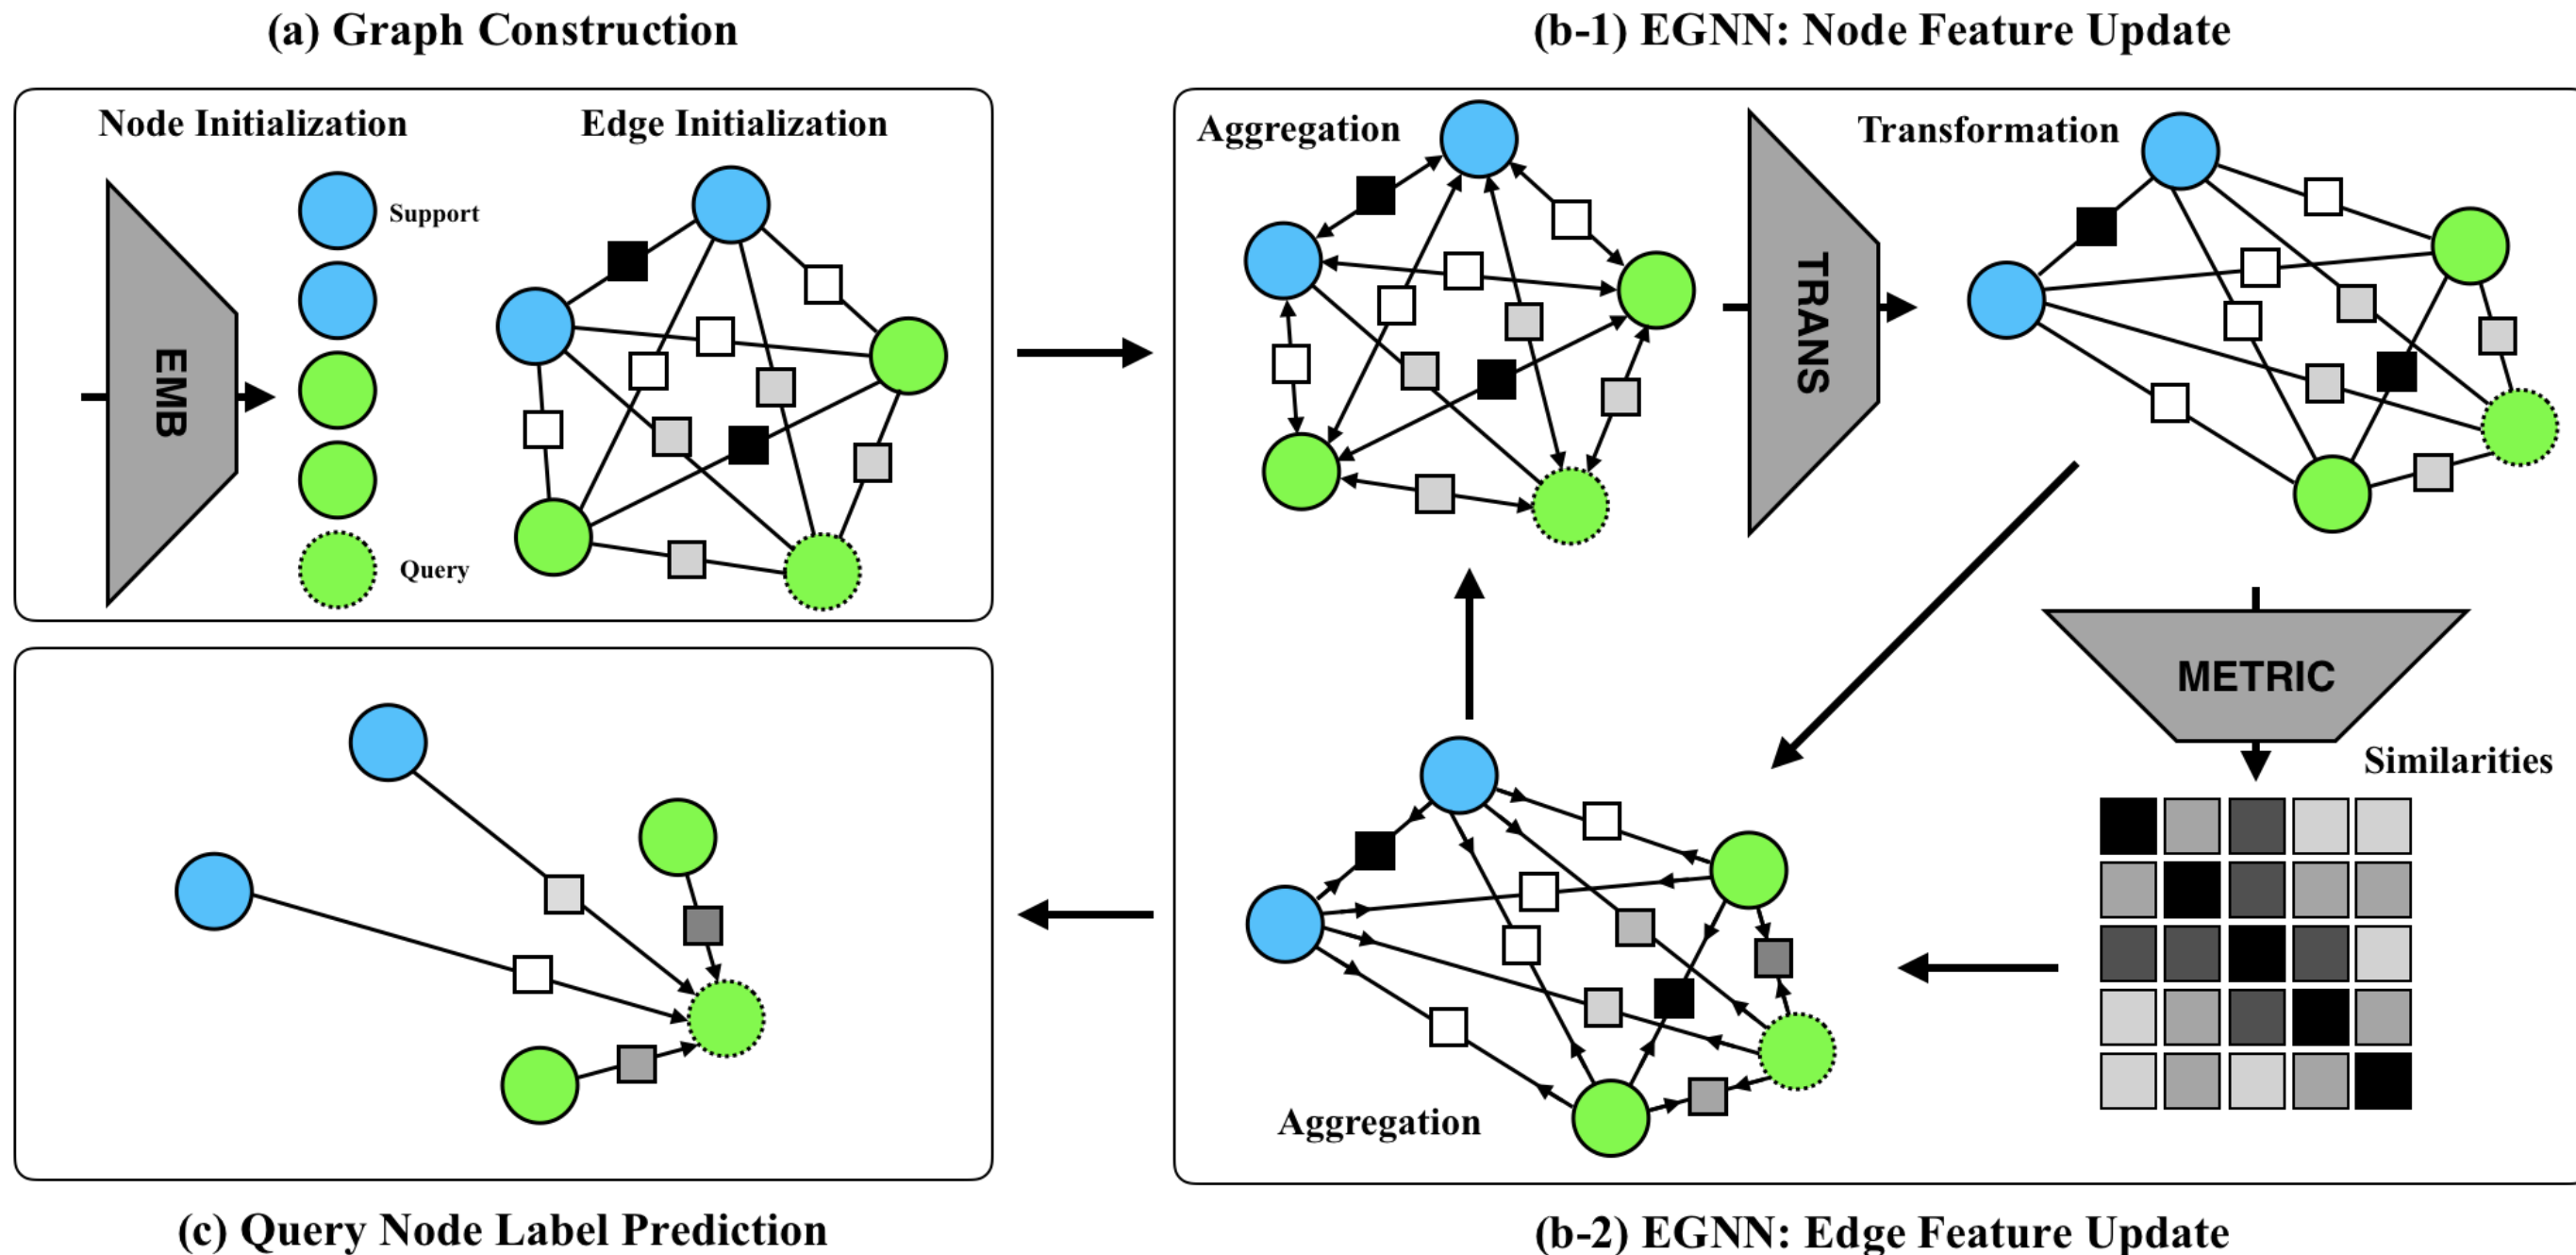 (a) Graph Construction
Node Initialization
Edge Initialization
EMB
Support
Query
(b-1) EGNN: Node Feature Update
Aggregation
TRANS
Transformation
METRIC
Similarities
Aggregation
(c) Query Node Label Prediction
(b-2) EGNN: Edge Feature Update